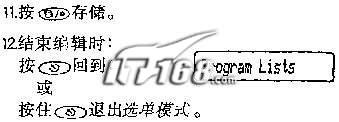 11.按存储。
12.结束编辑时:
按回到
rogram Lists
或
按住退出选单模式。
IT168.com